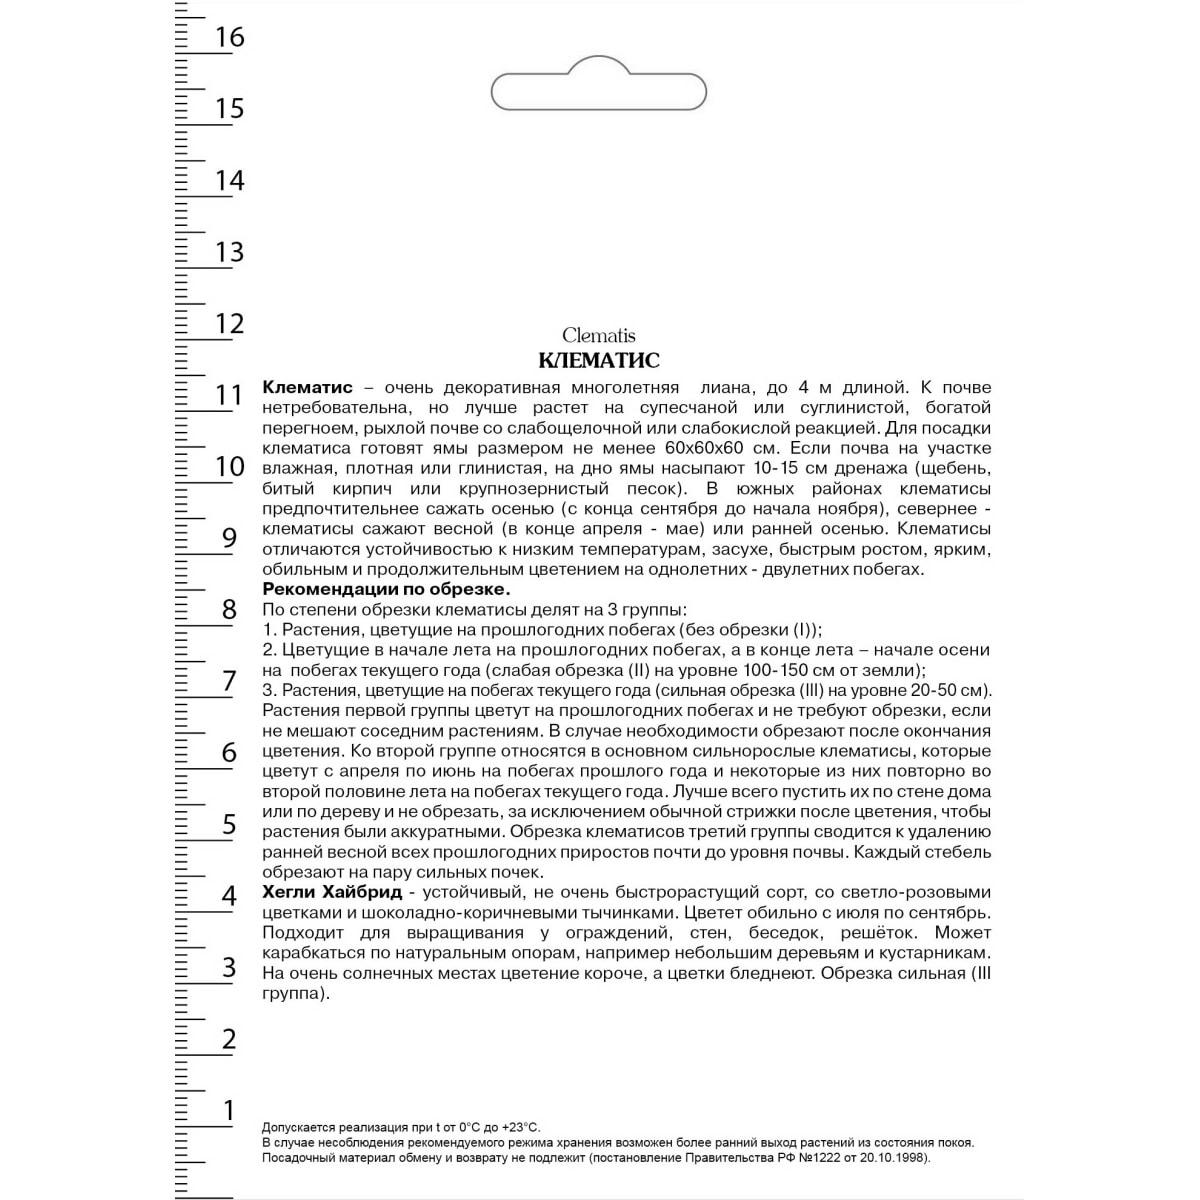 16
15
14
13
12
11
10
9
8
7
6
5
4
3
2
1
Clematis
КЛЕМАТИС
Клематис – очень декоративная многолетняя лиана, до 4 м длиной. К почве
нетребовательна, но лучше растет на супесчаной или суглинистой, богатой
перегноем, рыхлой почве со слабощелочной или слабокислой реакцией. Для посадки
клематиса готовят ямы размером не менее 60х60х60 см. Если почва на участке
влажная, плотная или глинистая, на дно ямы насыпают 10-15 см дренажа (щебень,
битый кирпич или крупнозернистый песок). В южных районах клематисы
предпочтительнее сажать осенью (с конца сентября до начала ноября), севернее -
клематисы сажают весной (в конце апреля - мае) или ранней осенью. Клематисы
отличаются устойчивостью к низким температурам, засухе, быстрым ростом, ярким,
обильным и продолжительным цветением на однолетних - двулетних побегах.
Рекомендации по обрезке.
По степени обрезки клематисы делят на 3 группы:
1. Растения, цветущие на прошлогодних побегах (без обрезки (I));
2. Цветущие в начале лета на прошлогодних побегах, а в конце лета – начале осени
на побегах текущего года (слабая обрезка (II) на уровне 100-150 см от земли);
3. Растения, цветущие на побегах текущего года (сильная обрезка (III) на уровне 20-50 см).
Растения первой группы цветут на прошлогодних побегах и не требуют обрезки, если
не мешают соседним растениям. В случае необходимости обрезают после окончания
цветения. Ко второй группе относятся в основном сильнорослые клематисы, которые
цветут с апреля по июнь на побегах прошлого года и некоторые из них повторно во
второй половине лета на побегах текущего года. Лучше всего пустить их по стене дома
или по дереву и не обрезать, за исключением обычной стрижки после цветения, чтобы
растения были аккуратными. Обрезка клематисов третий группы сводится к удалению
ранней весной всех прошлогодних приростов почти до уровня почвы. Каждый стебель
обрезают на пару сильных почек.
Хегли Хайбрид - устойчивый, не очень быстрорастущий сорт, со светло-розовыми
цветками и шоколадно-коричневыми тычинками. Цветет обильно с июля по сентябрь.
Подходит для выращивания у ограждений, стен, беседок, решёток. Может
карабкаться по натуральным опорам, например небольшим деревьям и кустарникам.
На очень солнечных местах цветение короче, а цветки бледнеют. Обрезка сильная (III
группа).
Допускается реализация при t от 0°C до +23°C.
В случае несоблюдения рекомендуемого режима хранения возможен более ранний выход растений из состояния покоя.
Посадочный материал обмену и возврату не подлежит (постановление Правительства РФ №1222 от 20.10.1998).